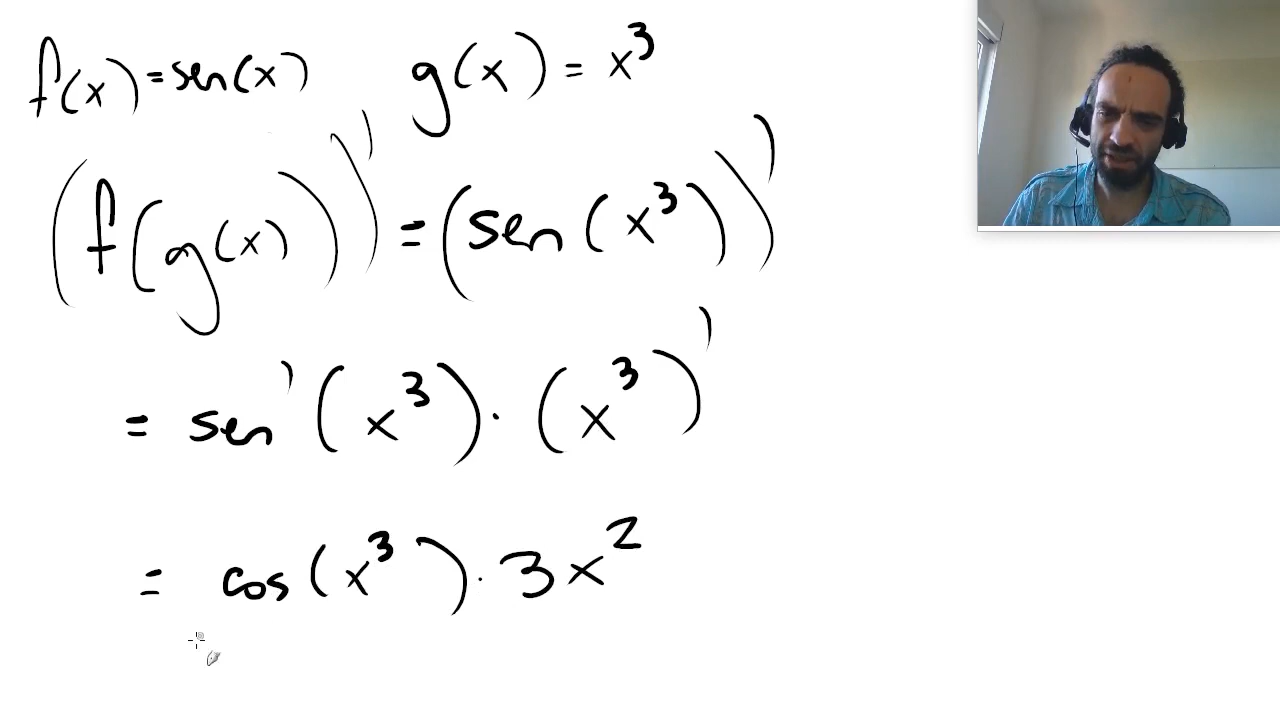 f(x) = sen(x) g(x) = x³
(f(g(x)))' = (sen(x³))'
= sen'(x³) · (x³)'
= cos(x³) · 3x²